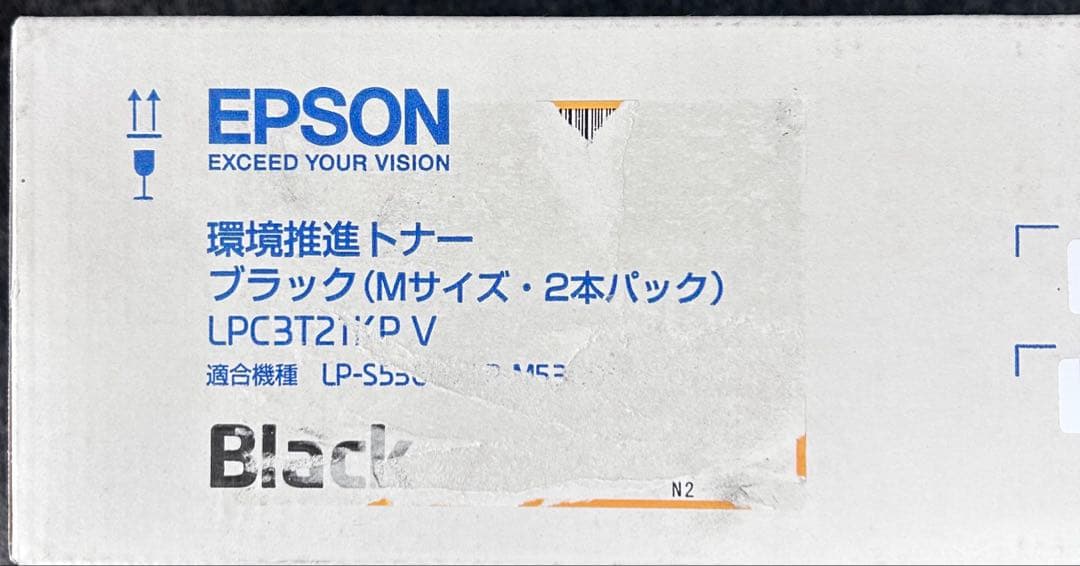 EPSON
EXCEED YOUR VISION
環境推進トナー
ブラック(Mサイズ・2本パック)
適合機種
Black
N2